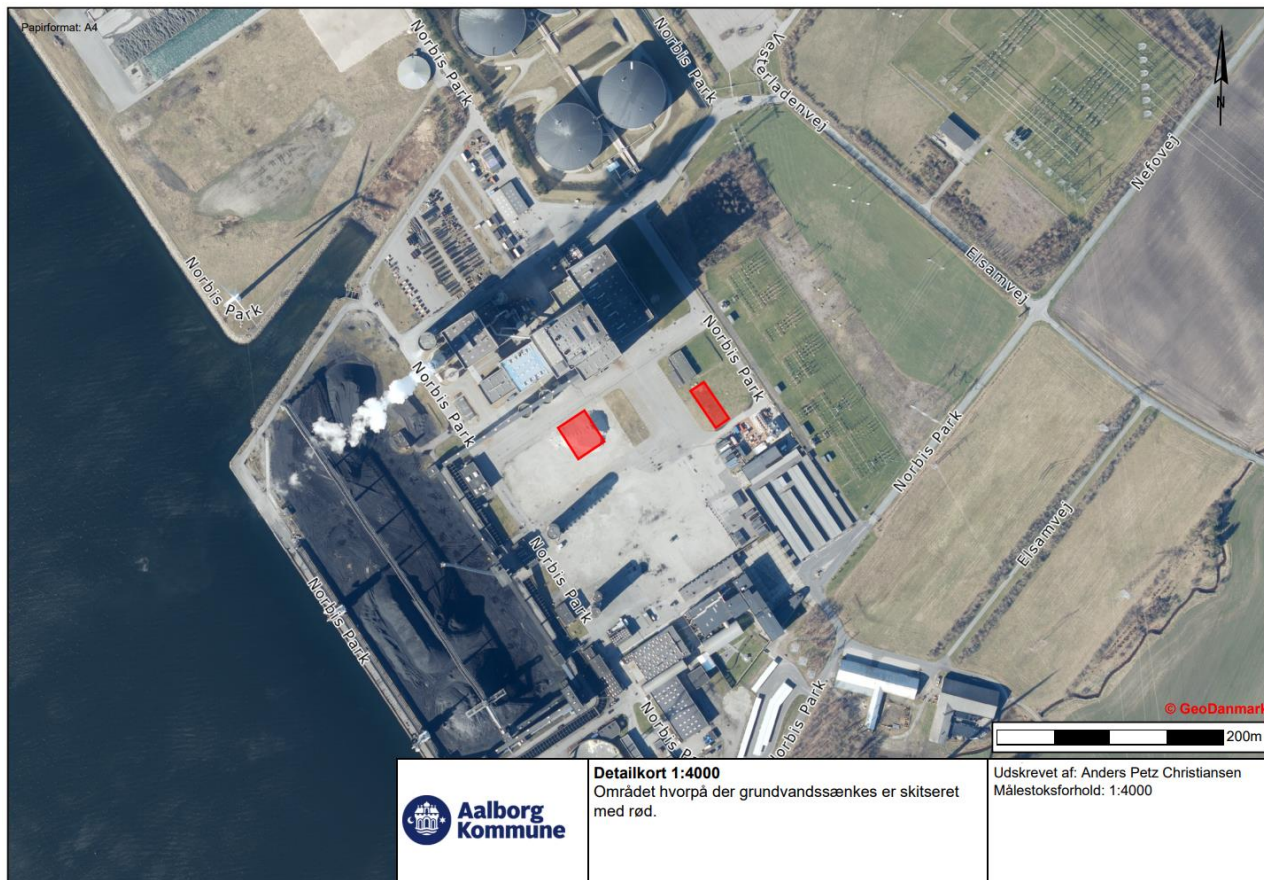 Papirformat: A4
Norbis Park
Norbis Park
Vesterladenvej
N
Nefovej
Norbis Park
Elsamvej
Norbis Park
Norbis Park
Norbis Park
Elsamvej
Norbis Park
Norbis Park
Norbis Pa
Norbis Park
© GeoDanmark
200m
Detailkort 1:4000
Området hvorpå der grundvandssænkes er skitseret
med rød.
Udskrevet af: Anders Petz Christiansen
Målestoksforhold: 1:4000
Aalborg
Kommune